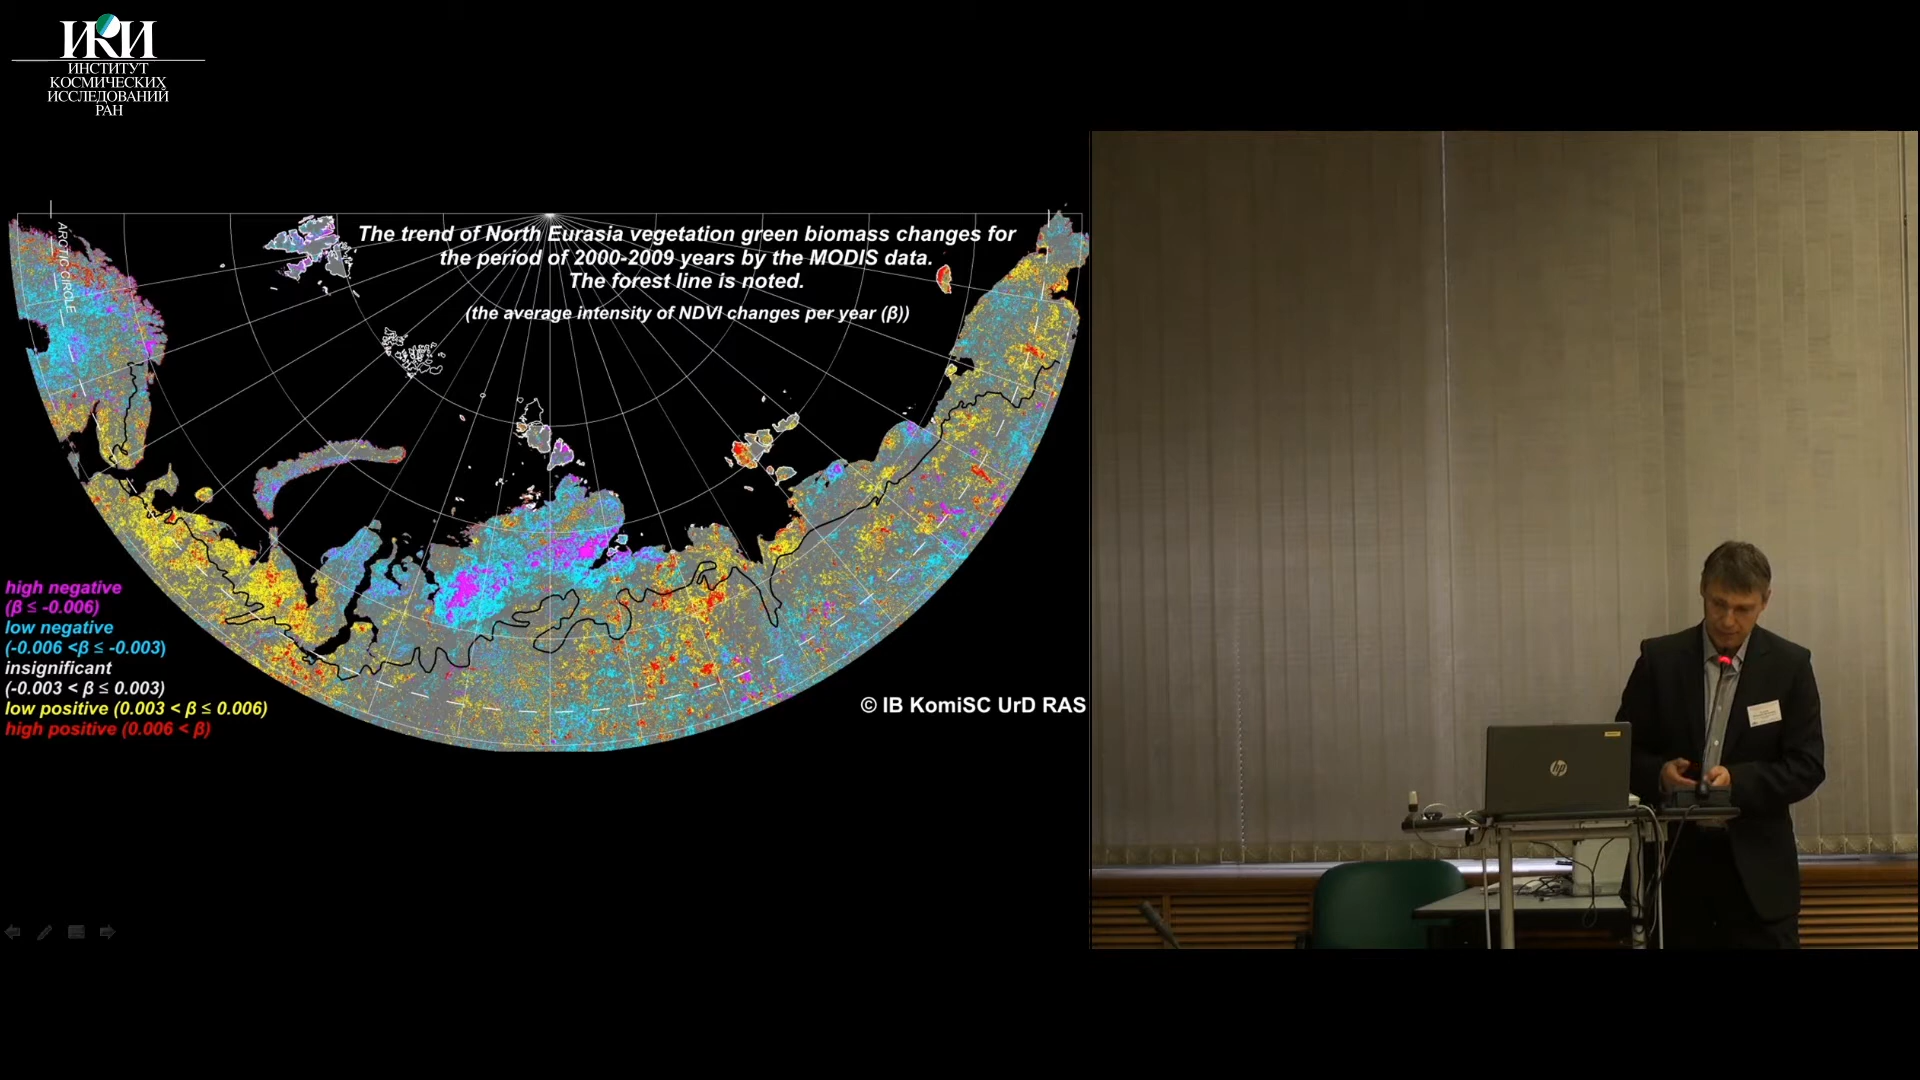 ИКИ
ИНСТИТУТ
КОСМИЧЕСКИХ
ИССЛЕДОВАНИЙ
РАН
ARCTIC CIRCLE
The trend of North Eurasia vegetation green biomass changes for
the period of 2000-2009 years by the MODIS data.
The forest line is noted.
(the average intensity of NDVI changes per year (β))
high negative
(β ≤ -0.006)
low negative
(-0.006 <β ≤ -0.003)
insignificant
(-0.003 < β ≤ 0.003)
low positive (0.003 < β ≤ 0.006)
high positive (0.006 < β)
© IB KomiSC UrD RAS
hp